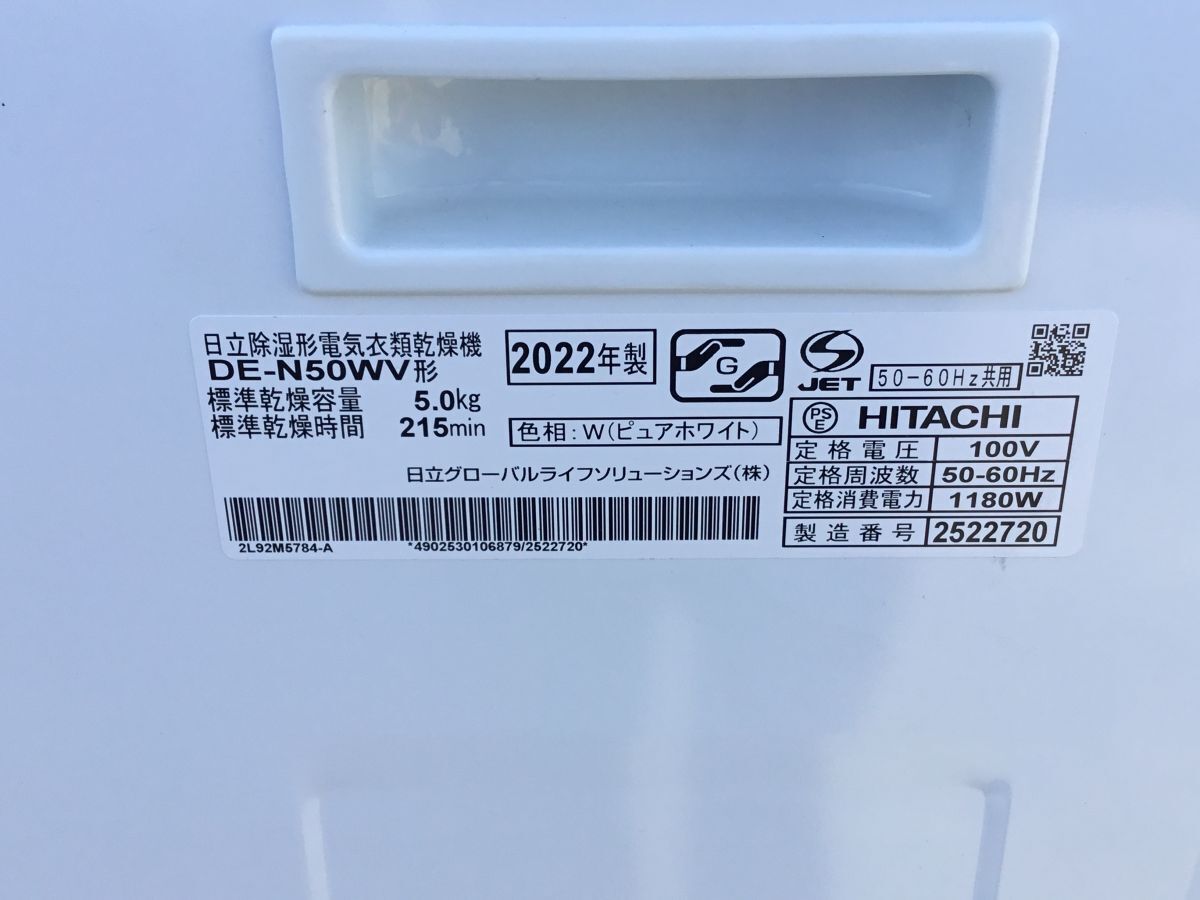 日立除湿形電気衣類乾燥機
DE-N50WV形
標準乾燥容量 5.0kg
標準乾燥時間 215min
2022年製
G
JET
50-60Hz共用
色相:W(ピュアホワイト)
日立グローバルライフソリューションズ(株)
PSE HITACHI
定格電圧 100V
定格周波数 50-60Hz
定格消費電力 1180W
製造番号 2522720
2L92M5784-A *4902530106879/2522720*